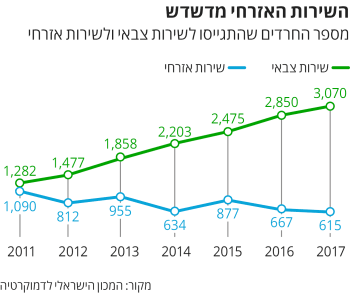 השירות האזרחי מדשדש
מספר החרדים שהתגייסו לשירות צבאי ולשירות אזרחי
שירות צבאי שירות אזרחי
1,282 1,477 1,858 2,203 2,475 2,850 3,070
1,090 812 955 634 877 667 615
2011 2012 2013 2014 2015 2016 2017
מקור: המכון הישראלי לדמוקרטיה